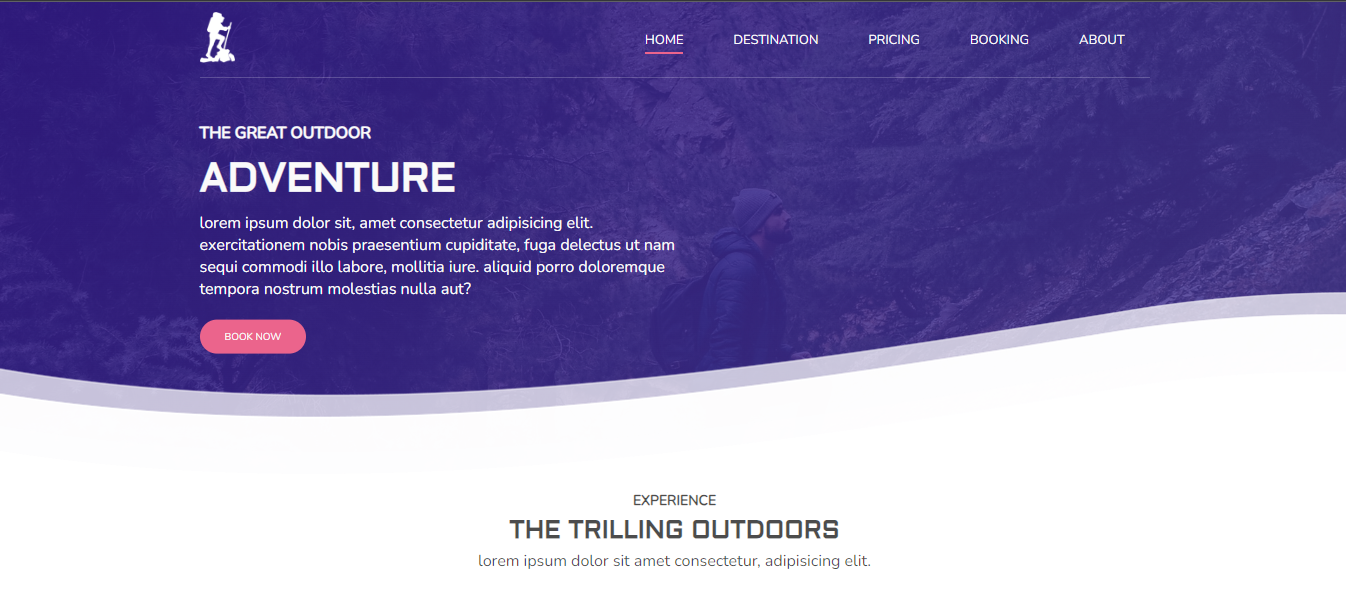 HOME DESTINATION PRICING BOOKING ABOUT
THE GREAT OUTDOOR
ADVENTURE
lorem ipsum dolor sit, amet consectetur adipisicing elit.
exercitationem nobis praesentium cupiditate, fuga delectus ut nam
sequi commodi illo labore, mollitia iure. aliquid porro doloremque
tempora nostrum molestias nulla aut?
BOOK NOW
EXPERIENCE
THE TRILLING OUTDOORS
lorem ipsum dolor sit amet consectetur, adipisicing elit.